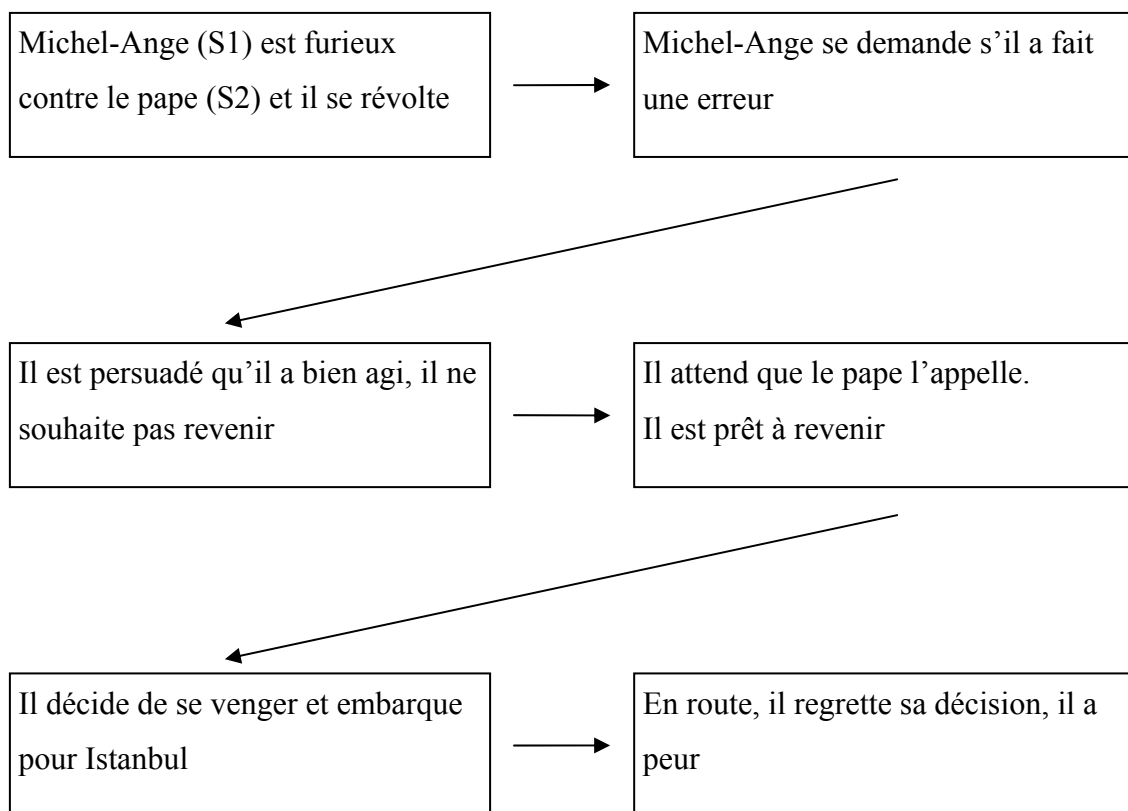 Michel-Ange (S1) est furieux
contre le pape (S2) et il se révolte
Michel-Ange se demande s’il a fait
une erreur
Il est persuadé qu’il a bien agi, il ne
souhaite pas revenir
Il attend que le pape l’appelle.
Il est prêt à revenir
Il décide de se venger et embarque
pour Istanbul
En route, il regrette sa décision, il a
peur